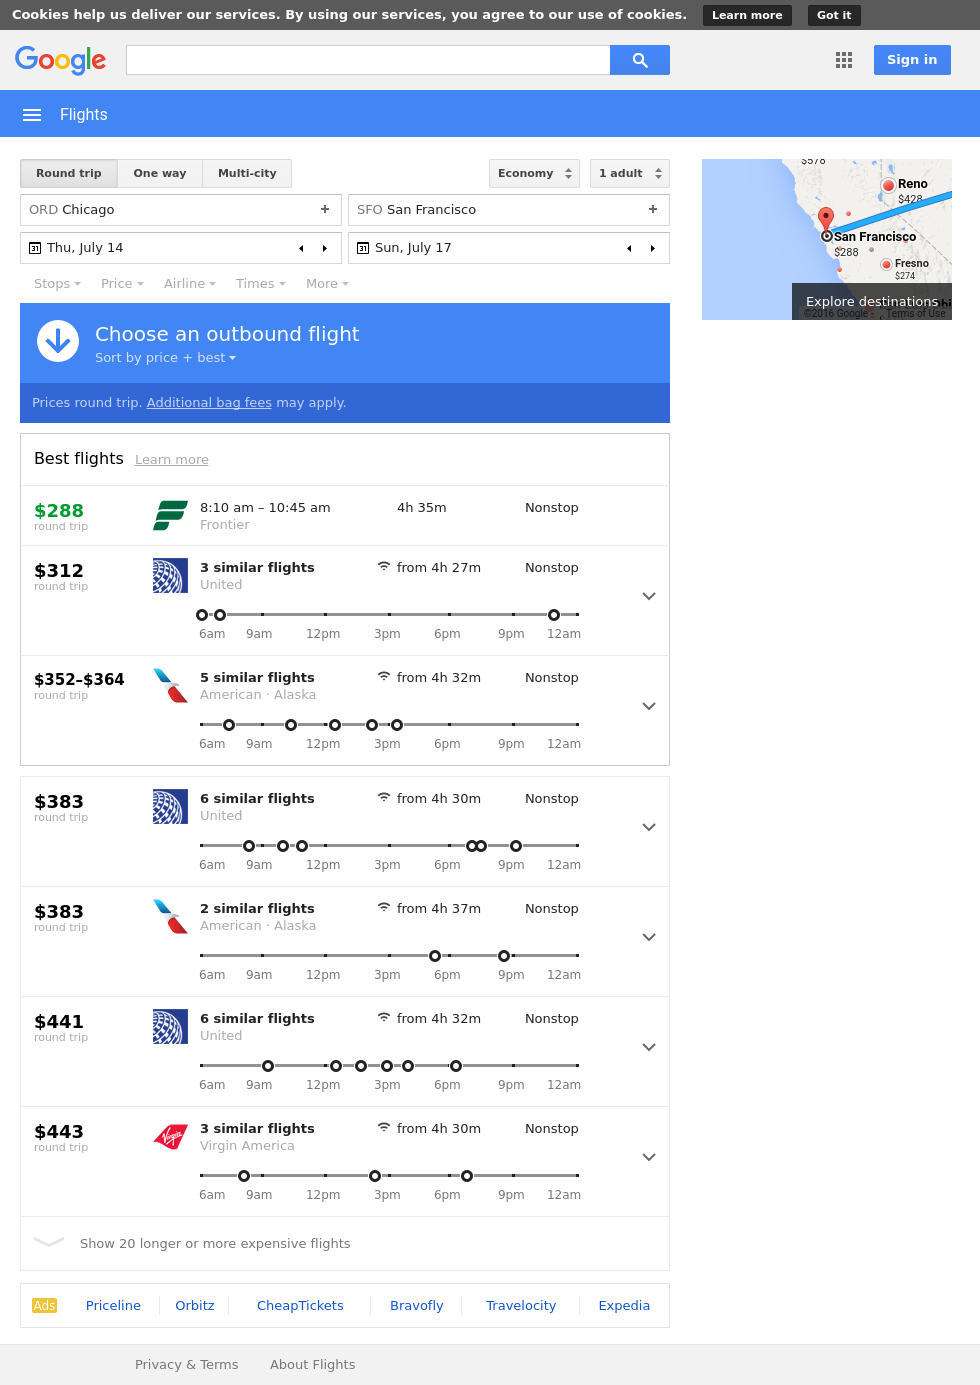 Cookies help us deliver our services. By using our services, you agree to our use of cookies. Learn more Got it
Google Sign in
Flights
Round trip One way Multi-city Economy 1 adult
ORD Chicago + SFO San Francisco +
31 Thu, July 14 31 Sun, July 17
Stops Price Airline Times More
$578
Reno
$428
San Francisco
$288
Fresno
$274
Explore destinations
©2016 Google Terms of Use
Choose an outbound flight
Sort by price + best
Prices round trip. Additional bag fees may apply.
Best flights Learn more
$288 8:10 am – 10:45 am 4h 35m Nonstop
round trip Frontier
$312 3 similar flights from 4h 27m Nonstop
round trip United
6am 9am 12pm 3pm 6pm 9pm 12am
$352–$364 5 similar flights from 4h 32m Nonstop
round trip American · Alaska
6am 9am 12pm 3pm 6pm 9pm 12am
$383 6 similar flights from 4h 30m Nonstop
round trip United
6am 9am 12pm 3pm 6pm 9pm 12am
$383 2 similar flights from 4h 37m Nonstop
round trip American · Alaska
6am 9am 12pm 3pm 6pm 9pm 12am
$441 6 similar flights from 4h 32m Nonstop
round trip United
6am 9am 12pm 3pm 6pm 9pm 12am
$443 Virgin 3 similar flights from 4h 30m Nonstop
round trip Virgin America
6am 9am 12pm 3pm 6pm 9pm 12am
Show 20 longer or more expensive flights
Ads Priceline Orbitz CheapTickets Bravofly Travelocity Expedia
Privacy & Terms About Flights